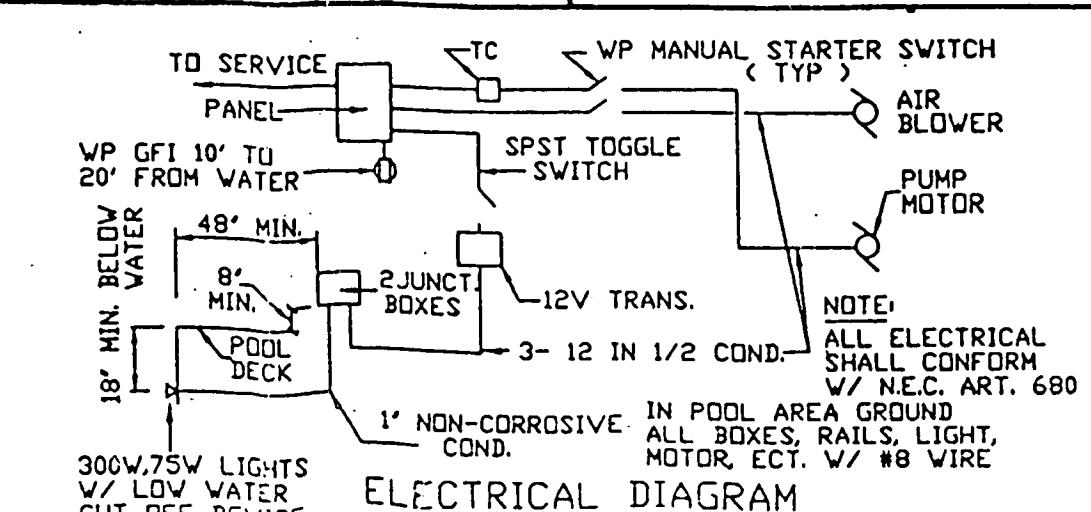 TO SERVICE
TC
WP MANUAL STARTER SWITCH
( TYP )
PANEL
AIR
BLOWER
WP GFI 10' TO
20' FROM WATER
SPST TOGGLE
SWITCH
PUMP
MOTOR
48" MIN.
18" MIN. BELOW
WATER
8"
MIN.
2 JUNCT.
BOXES
12V TRANS.
POOL
DECK
3- 12 IN 1/2 COND.
NOTE:
ALL ELECTRICAL
SHALL CONFORM
W/ N.E.C. ART. 680
1" NON-CORROSIVE
COND.
IN POOL AREA GROUND
ALL BOXES, RAILS, LIGHT,
MOTOR, ECT. W/ #8 WIRE
300W,75W LIGHTS
W/ LOW WATER
CUT OFF DEVICE
ELECTRICAL DIAGRAM